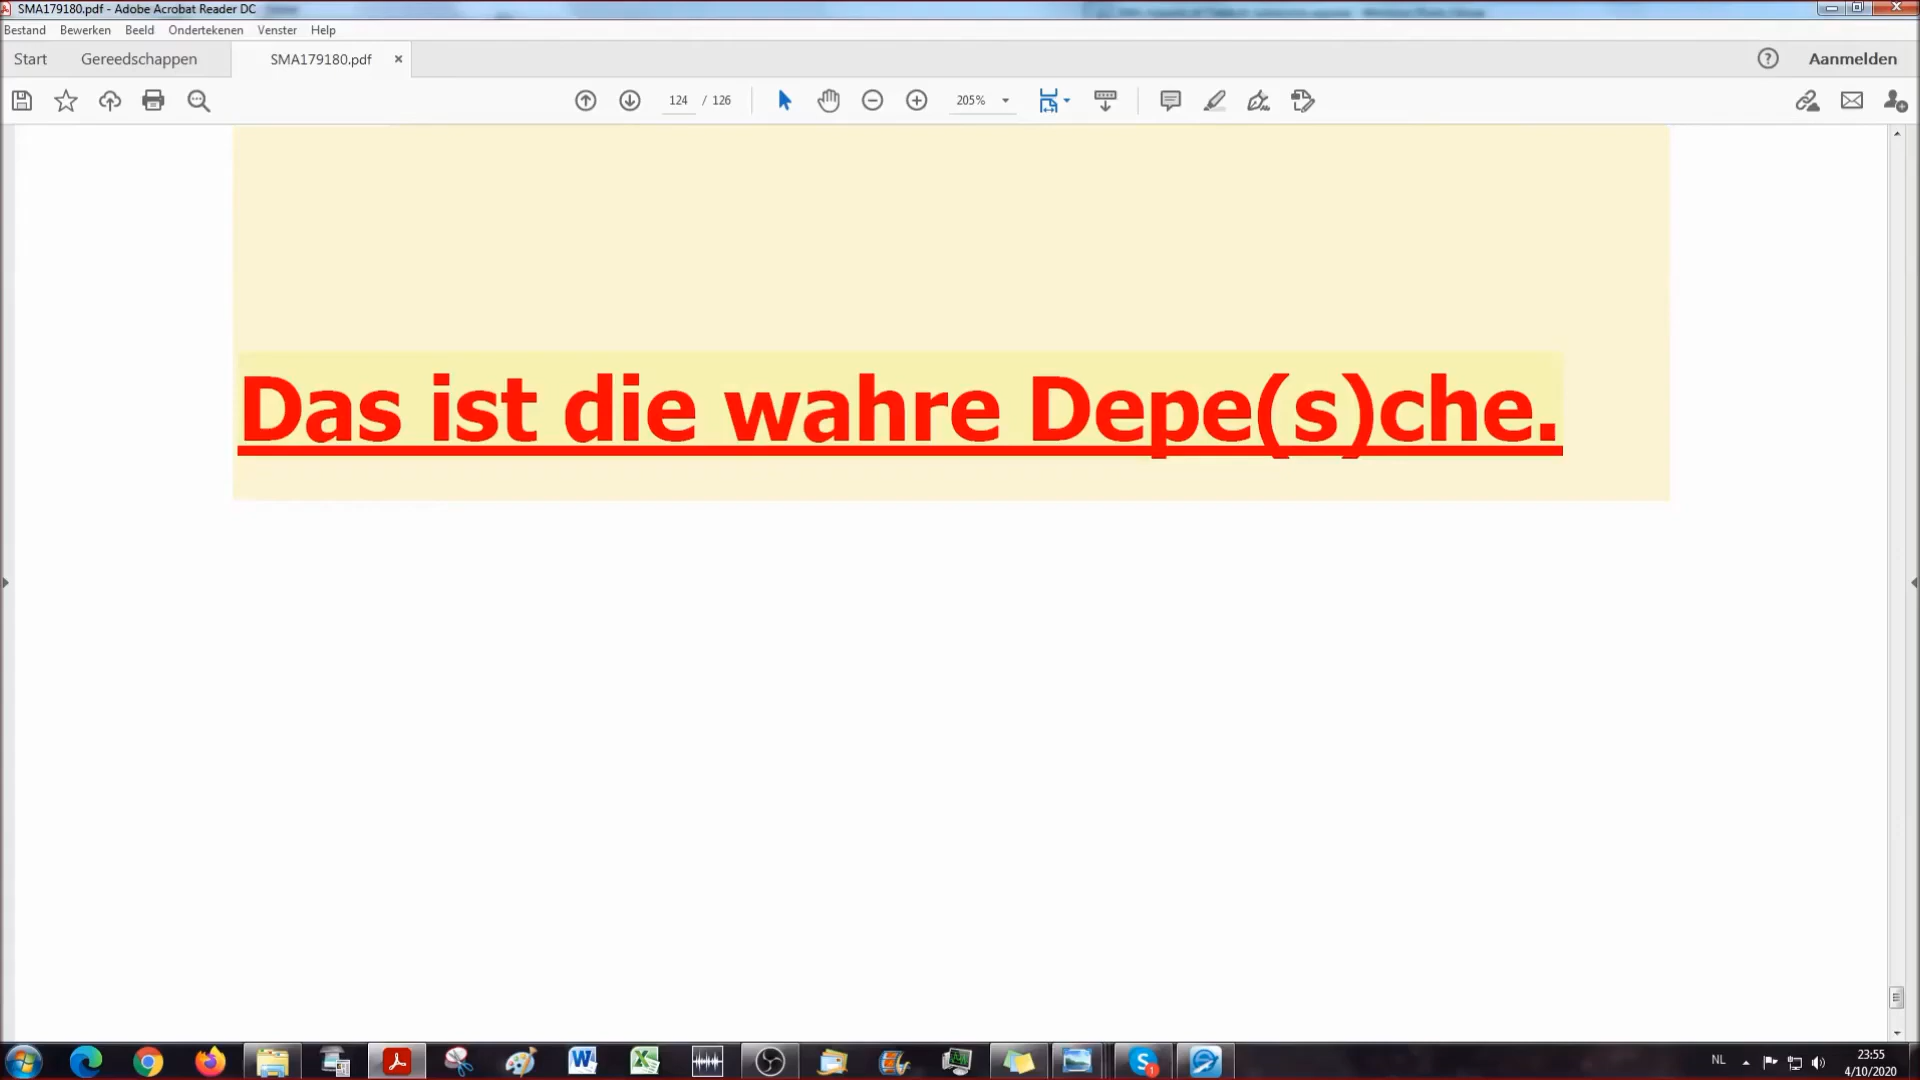 SMA179180.pdf - Adobe Acrobat Reader DC
Bestand Bewerken Beeld Ondertekenen Venster Help
Start Gereedschappen SMA179180.pdf × ? Aanmelden
124 / 126 205%
Das ist die wahre Depe(s)che.
NL 23:55
4/10/2020